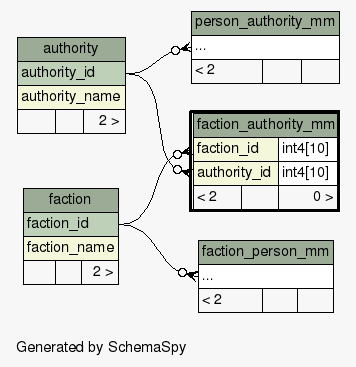 authority
authority_id
authority_name
2 >
person_authority_mm
...
< 2
faction_authority_mm
faction_id int4[10]
authority_id int4[10]
< 2 0 >
faction
faction_id
faction_name
2 >
faction_person_mm
...
< 2
Generated by SchemaSpy